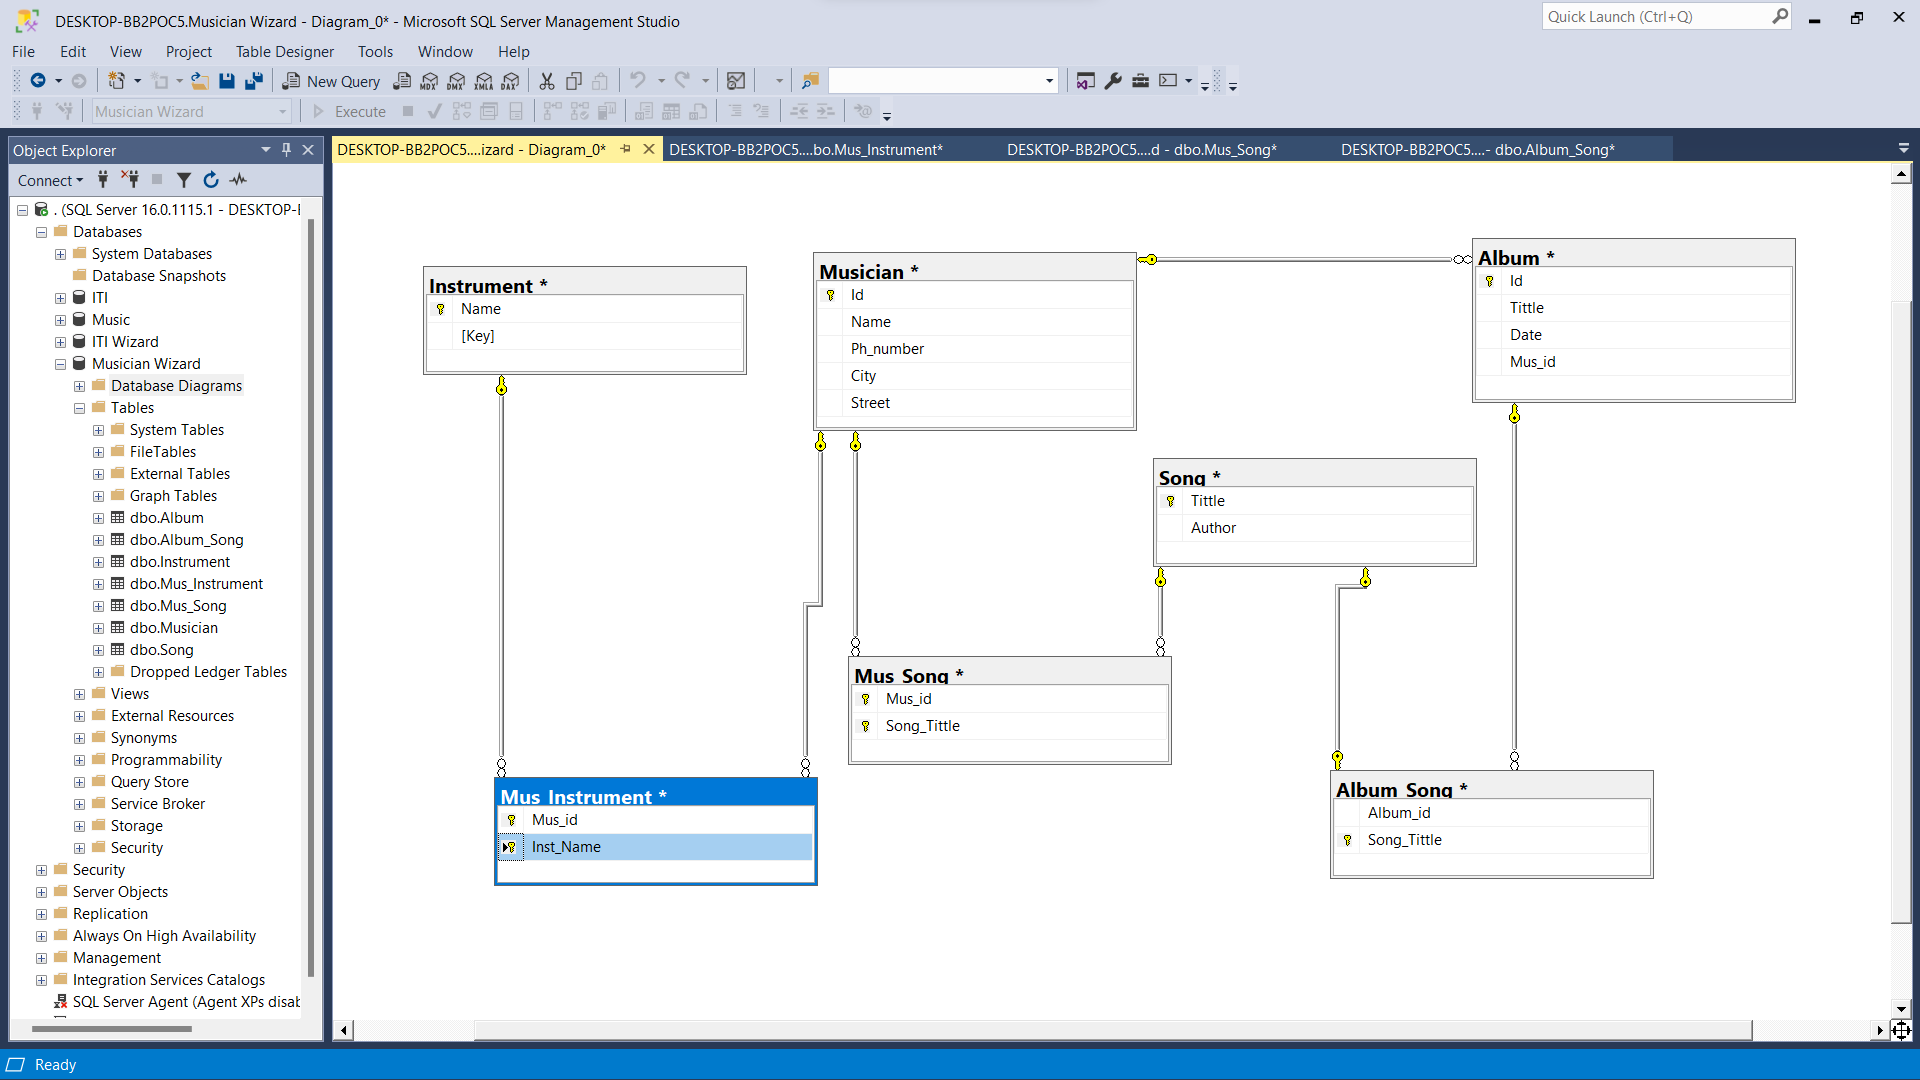 DESKTOP-BB2POC5.Musician Wizard - Diagram_0* - Microsoft SQL Server Management Studio
Quick Launch (Ctrl+Q)
File Edit View Project Table Designer Tools Window Help
New Query MDX DMX XMLA DAX
Musician Wizard Execute
Object Explorer
DESKTOP-BB2POC5....izard - Diagram_0* DESKTOP-BB2POC5....bo.Mus_Instrument* DESKTOP-BB2POC5....d - dbo.Mus_Song* DESKTOP-BB2POC5....- dbo.Album_Song*
Connect
. (SQL Server 16.0.1115.1 - DESKTOP-
Databases
System Databases
Database Snapshots
ITI
Music
ITI Wizard
Musician Wizard
Database Diagrams
Tables
System Tables
FileTables
External Tables
Graph Tables
dbo.Album
dbo.Album_Song
dbo.Instrument
dbo.Mus_Instrument
dbo.Mus_Song
dbo.Musician
dbo.Song
Dropped Ledger Tables
Views
External Resources
Synonyms
Programmability
Query Store
Service Broker
Storage
Security
Security
Server Objects
Replication
Always On High Availability
Management
Integration Services Catalogs
SQL Server Agent (Agent XPs disab
Instrument *
Name
[Key]
Musician *
Id
Name
Ph_number
City
Street
Album *
Id
Tittle
Date
Mus_id
Song *
Tittle
Author
Mus_Song *
Mus_id
Song_Tittle
Mus_Instrument *
Mus_id
Inst_Name
Album_Song *
Album_id
Song_Tittle
Ready